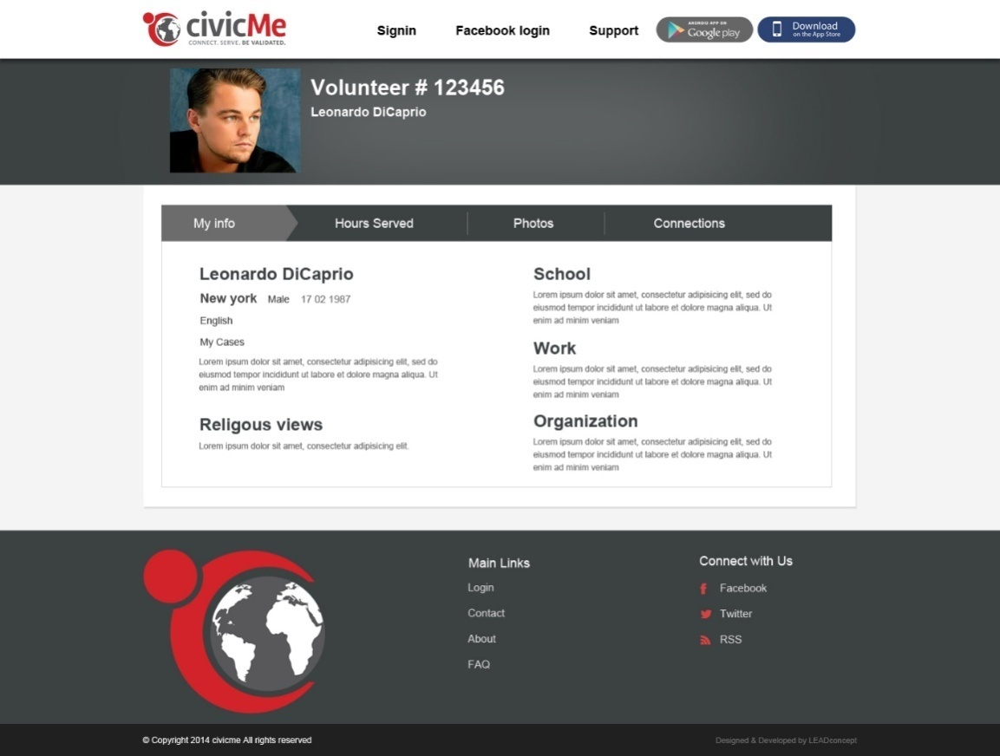 civicMe
CONNECT. SERVE. BE VALIDATED.
Signin
Facebook login
Support
ANDROID APP ON
Google play
Download
on the App Store
Volunteer # 123456
Leonardo DiCaprio
My info
Hours Served
Photos
Connections
Leonardo DiCaprio
New york Male 17 02 1987
English
My Cases
Lorem ipsum dolor sit amet, consectetur adipisicing elit, sed do
eiusmod tempor incididunt ut labore et dolore magna aliqua. Ut
enim ad minim veniam
Religous views
Lorem ipsum dolor sit amet, consectetur adipisicing elit.
School
Lorem ipsum dolor sit amet, consectetur adipisicing elit, sed do
eiusmod tempor incididunt ut labore et dolore magna aliqua. Ut
enim ad minim veniam
Work
Lorem ipsum dolor sit amet, consectetur adipisicing elit, sed do
eiusmod tempor incididunt ut labore et dolore magna aliqua. Ut
enim ad minim veniam
Organization
Lorem ipsum dolor sit amet, consectetur adipisicing elit, sed do
eiusmod tempor incididunt ut labore et dolore magna aliqua. Ut
enim ad minim veniam
Main Links
Login
Contact
About
FAQ
Connect with Us
Facebook
Twitter
RSS
© Copyright 2014 civicme All rights reserved
Designed & Developed by LEADconcept